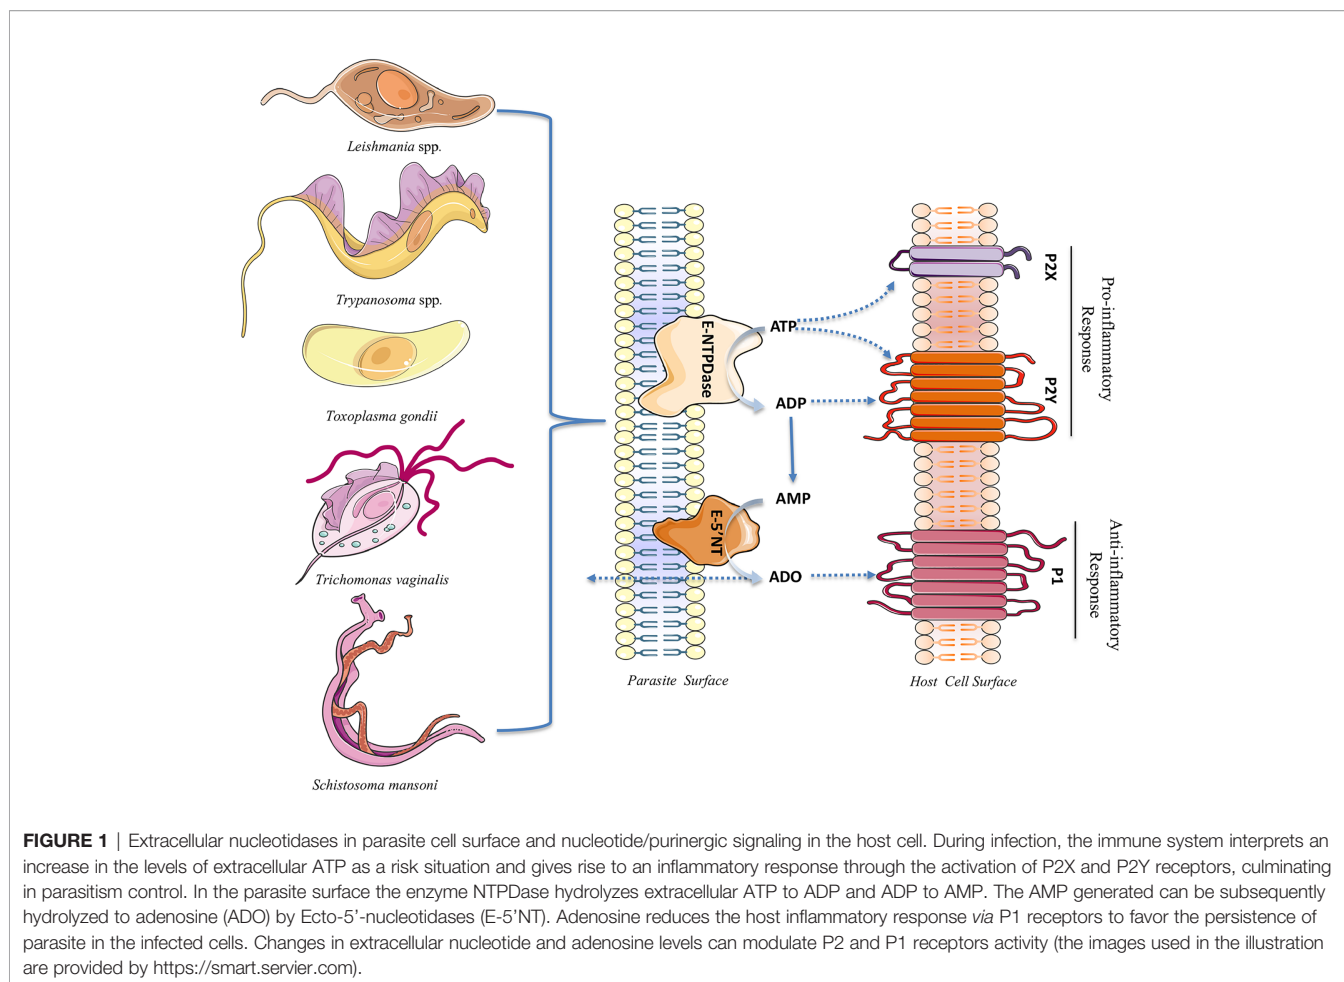 Leishmania spp.
Trypanosoma spp.
Toxoplasma gondii
Trichomonas vaginalis
Schistosoma mansoni
E-NTPDase
ATP
ADP
AMP
E-5'NT
ADO
Parasite Surface
P2X
P2Y
P1
Pro-inflammatory
Response
Anti-inflammatory
Response
Host Cell Surface
FIGURE 1 | Extracellular nucleotidases in parasite cell surface and nucleotide/purinergic signaling in the host cell. During infection, the immune system interprets an
increase in the levels of extracellular ATP as a risk situation and gives rise to an inflammatory response through the activation of P2X and P2Y receptors, culminating
in parasitism control. In the parasite surface the enzyme NTPDase hydrolyzes extracellular ATP to ADP and ADP to AMP. The AMP generated can be subsequently
hydrolyzed to adenosine (ADO) by Ecto-5’-nucleotidases (E-5’NT). Adenosine reduces the host inflammatory response via P1 receptors to favor the persistence of
parasite in the infected cells. Changes in extracellular nucleotide and adenosine levels can modulate P2 and P1 receptors activity (the images used in the illustration
are provided by https://smart.servier.com).